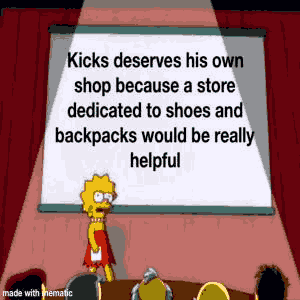 Kicks deserves his own
shop because a store
dedicated to shoes and
backpacks would be really
helpful
made with mematic